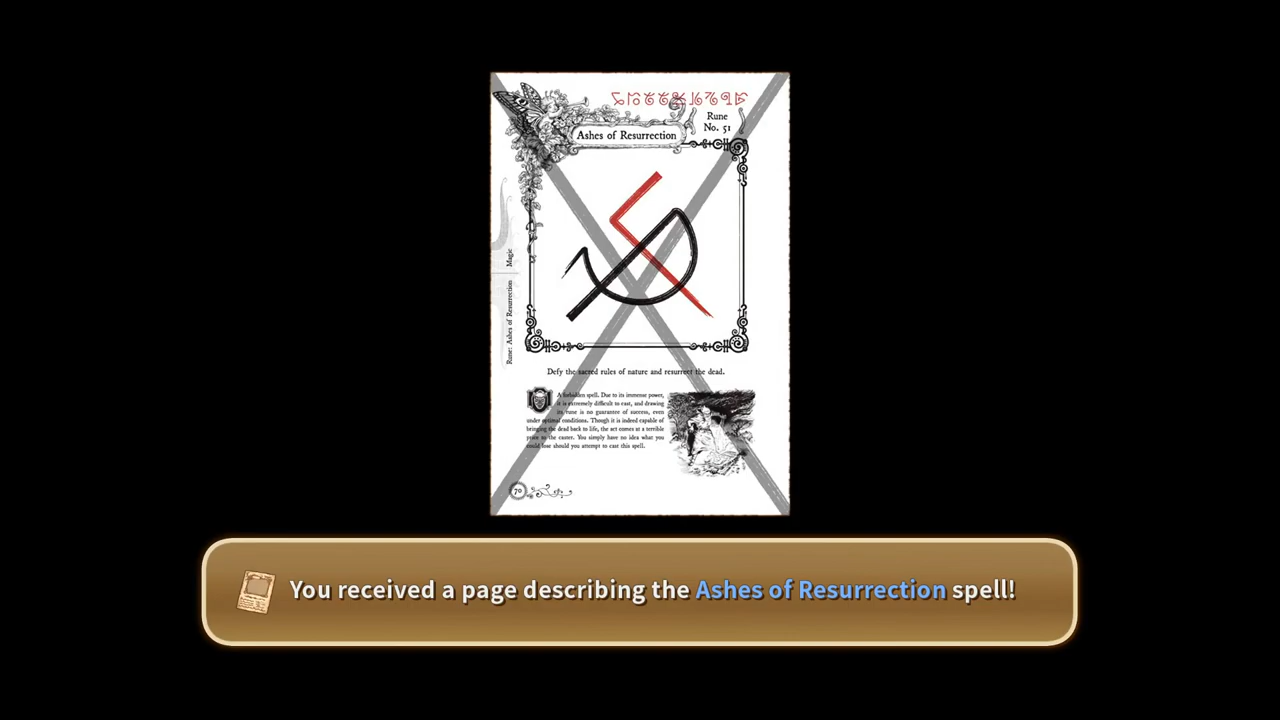 Ashes of Resurrection
Rune
No. 51
Rune: Ashes of Resurrection Magic
Defy the sacred rules of nature and resurrect the dead.
A forbidden spell. Due to its immense power,
it is extremely difficult to cast, and drawing
its rune is no guarantee of success, even
under optimal conditions. Though it is indeed capable of
bringing the dead back to life, the act comes at a terrible
price to the caster. You simply have no idea what you
could lose should you attempt to cast this spell.
70
You received a page describing the Ashes of Resurrection spell!